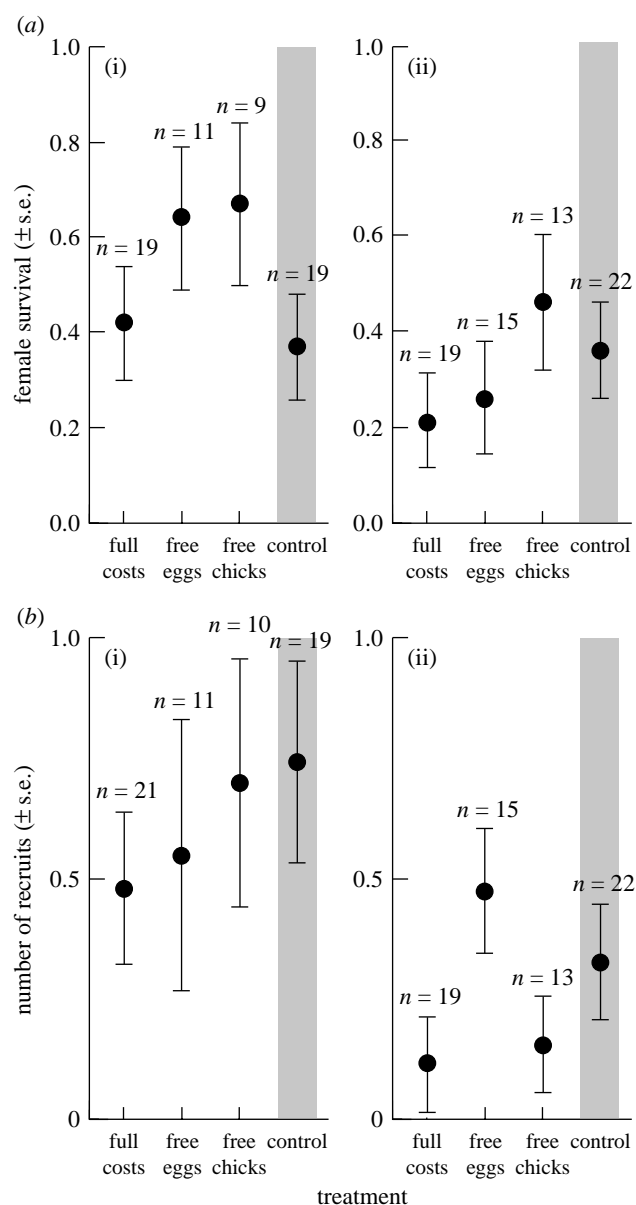 (a)
1.0
0.8
0.6
0.4
0.2
0.0
female survival (± s.e.)
(i)
n = 19
n = 11
n = 9
n = 19
full costs
free eggs
free chicks
control
1.0
0.8
0.6
0.4
0.2
0.0
(ii)
n = 19
n = 15
n = 13
n = 22
full costs
free eggs
free chicks
control
(b)
1.0
0.5
0
number of recruits (± s.e.)
(i)
n = 21
n = 11
n = 10
n = 19
full costs
free eggs
free chicks
control
1.0
0.5
0
(ii)
n = 19
n = 15
n = 13
n = 22
full costs
free eggs
free chicks
control
treatment